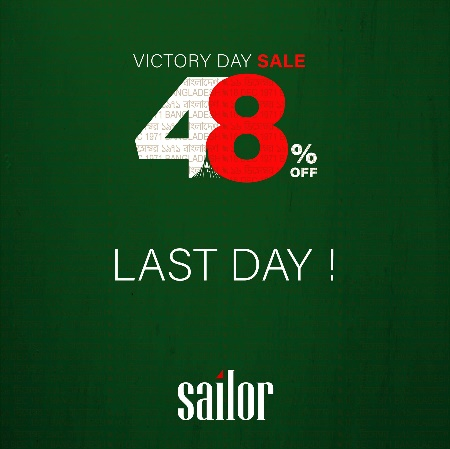 VICTORY DAY SALE
48% OFF
LAST DAY !
sailor